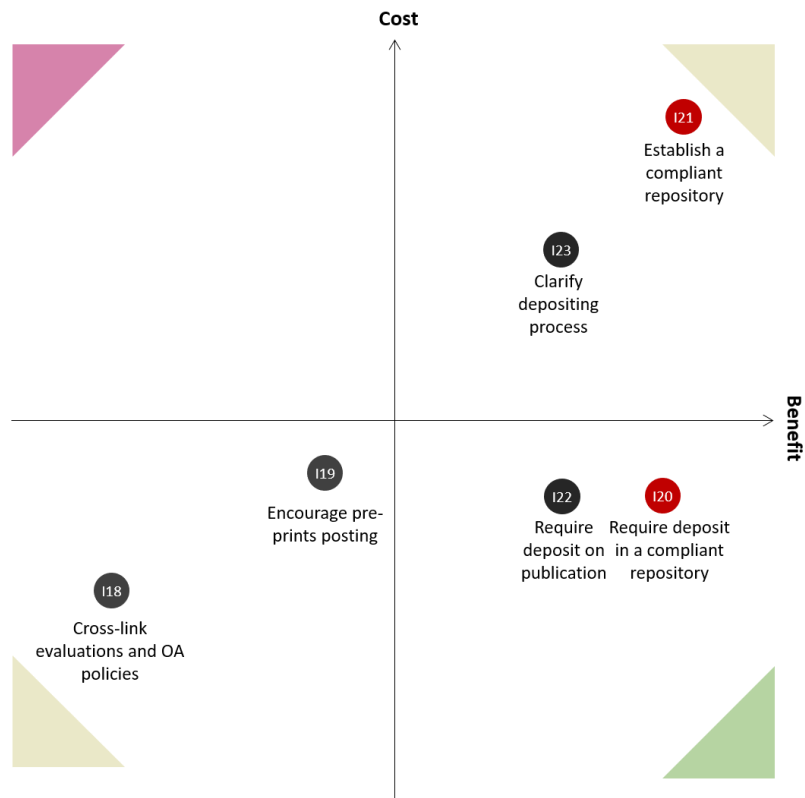 Cost
I21
Establish a
compliant
repository
I23
Clarify
depositing
process
Benefit
I19
Encourage pre-
prints posting
I22
Require
deposit on
publication
I20
Require deposit
in a compliant
repository
I18
Cross-link
evaluations and OA
policies